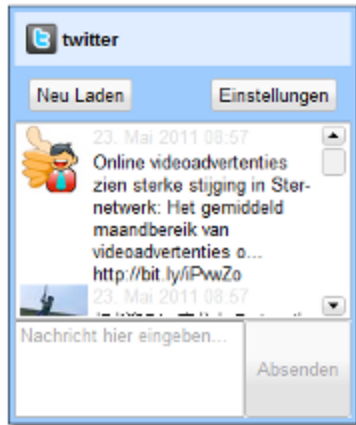 twitter
Neu Laden
Einstellungen
23. Mai 2011 08:57
Online videoadvertenties
zien sterke stijging in Ster-
netwerk: Het gemiddeld
maandbereik van
videoadvertenties o...
http://bit.ly/iPvwZo
23. Mai 2011 08:57
Nachricht hier eingeben...
Absenden